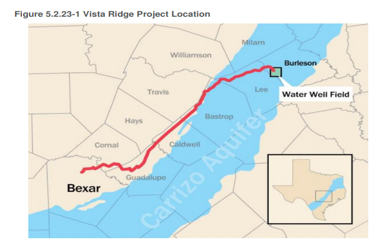 Figure 5.2.23-1 Vista Ridge Project Location
Milam
Williamson
Burleson
Lee
Water Well Field
Travis
Bastrop
Hays
Caldwell
Comal
Guadalupe
Bexar
Carrizo Aquifer